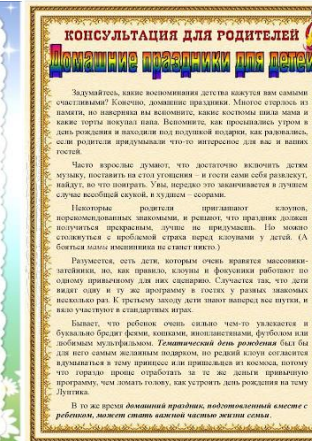 КОНСУЛЬТАЦИЯ ДЛЯ РОДИТЕЛЕЙ
Домашние праздники для детей
Задумайтесь, какие воспоминания детства кажутся вам самыми
счастливыми? Конечно, домашние праздники. Многое стерлось из
памяти, но наверняка вы вспомните, какие костюмы шила мама и
какие торты покупал папа. Вспомните, как просыпались утром в
день рождения и находили под подушкой подарки, как радовались,
если родители придумывали что-то интересное для вас и ваших
гостей.
Часто взрослые думают, что достаточно включить детям
музыку, поставить на стол угощения – и гости сами себя развлекут,
найдут, во что поиграть. Увы, нередко это заканчивается в лучшем
случае всеобщей скукой, в худшем – ссорами.
Некоторые родители приглашают клоунов,
порекомендованных знакомыми, и решают, что праздник должен
получиться прекрасным, лучше не придумаешь. Но можно
столкнуться с проблемой страха перед клоунами у детей. (А
бояться мамы именинника не станет никто.)
Разумеется, есть дети, которым очень нравятся массовики-
затейники, но, как правило, клоуны и фокусники работают по
одному привычному для них сценарию. Случается так, что дети
видят одну и ту же программу в гостях у разных знакомых
несколько раз. К третьему заходу дети знают наперед все шутки, и
вяло участвуют в стандартных играх.
Бывает, что ребенок очень сильно чем-то увлекается и
буквально бредит феями, кошками, инопланетянами, футболом или
любимым мультфильмом. Тематический день рождения был бы
для него самым желанным подарком, но редкий клоун согласится
вдумываться в тему принцесс или пришельцев из космоса, потому
что гораздо проще отработать за те же деньги привычную
программу, чем ломать голову, как устроить день рождения на тему
Лунтика.
В то же время домашний праздник, подготовленный вместе с
ребенком, может стать важной частью жизни семьи.